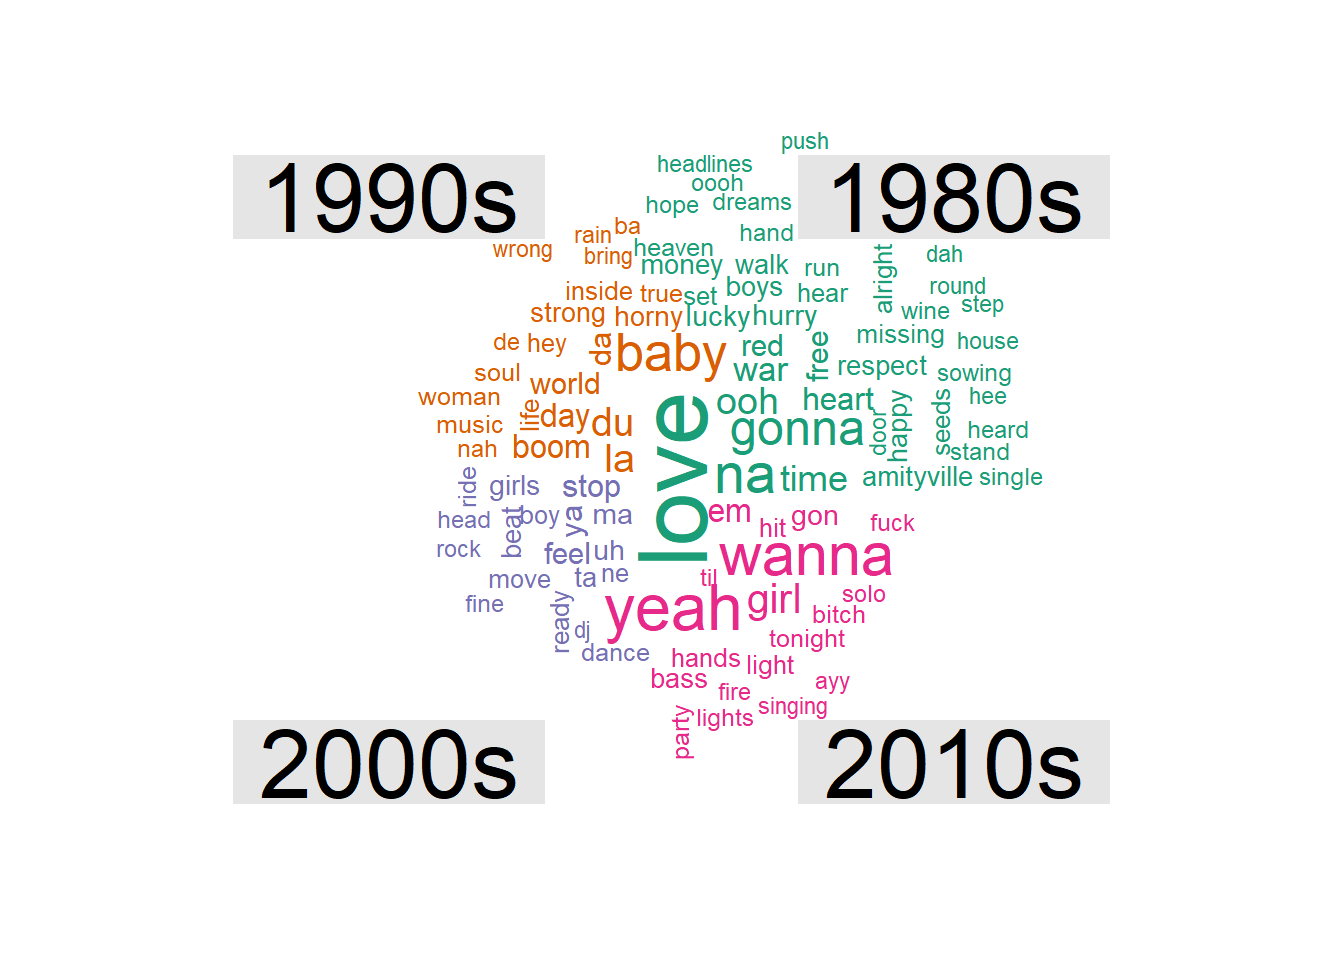 push
headlines
1990s
oooh
1980s
hope dreams
rain ba
hand
wrong bring heaven
alright dah
money walk run
inside true set boys hear
round
strong horny lucky hurry
wine step
de hey da baby red war free
missing house
respect
soul world
sowing
woman life day du
love ooh heart
door happy seeds hee
music boom
gonna
heard
nah la
stand
na time amityville single
ride girls stop
em hit gon fuck
head beat boy ya ma
rock feel uh
wanna
move ta ne
til
fine ready dj
yeah girl solo
bitch
dance
tonight
hands light
bass fire ayy
party lights singing
2000s
2010s